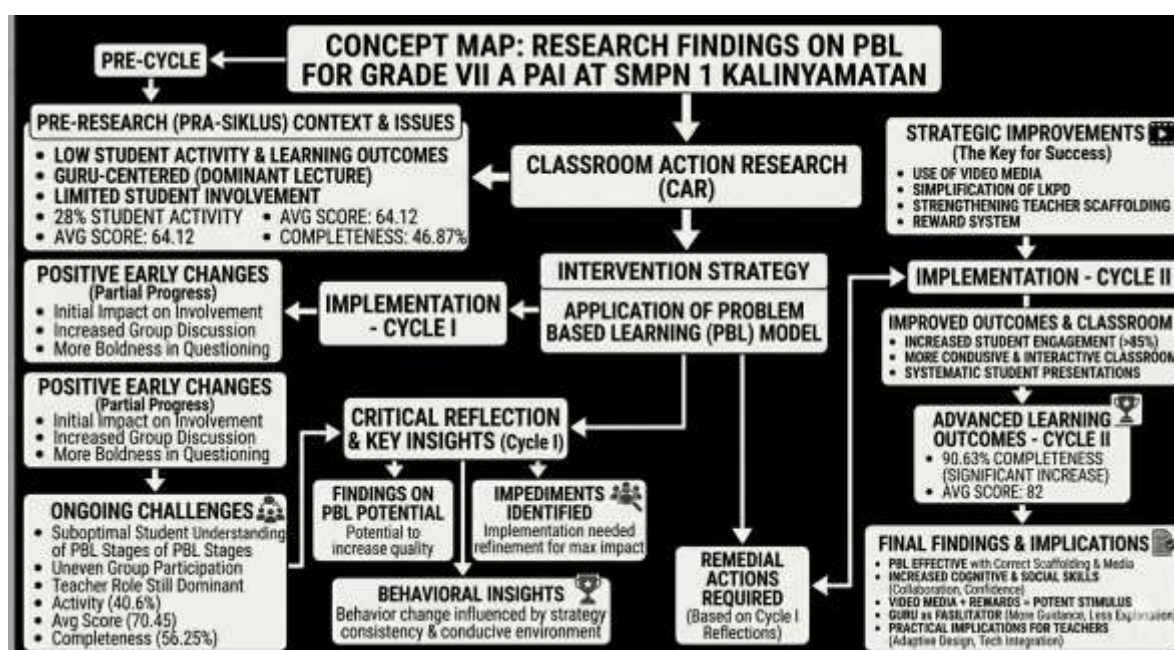 CONCEPT MAP: RESEARCH FINDINGS ON PBL
FOR GRADE VII A PAI AT SMPN 1 KALINYAMATAN
PRE-CYCLE
PRE-RESEARCH (PRA-SIKLUS) CONTEXT & ISSUES
• LOW STUDENT ACTIVITY & LEARNING OUTCOMES
• GURU-CENTERED (DOMINANT LECTURE)
• LIMITED STUDENT INVOLVEMENT
• 28% STUDENT ACTIVITY • AVG SCORE: 64.12
• AVG SCORE: 64.12 • COMPLETENESS: 46.87%
CLASSROOM ACTION RESEARCH
(CAR)
STRATEGIC IMPROVEMENTS
(The Key for Success)
• USE OF VIDEO MEDIA
• SIMPLIFICATION OF LKPD
• STRENGTHENING TEACHER SCAFFOLDING
• REWARD SYSTEM
POSITIVE EARLY CHANGES
(Partial Progress)
• Initial Impact on Involvement
• Increased Group Discussion
• More Boldness in Questioning
IMPLEMENTATION
- CYCLE I
INTERVENTION STRATEGY
APPLICATION OF PROBLEM
BASED LEARNING (PBL) MODEL
IMPLEMENTATION - CYCLE II
IMPROVED OUTCOMES & CLASSROOM
• INCREASED STUDENT ENGAGEMENT (>85%)
• MORE CONDUSIVE & INTERACTIVE CLASSROOM
• SYSTEMATIC STUDENT PRESENTATIONS
POSITIVE EARLY CHANGES
(Partial Progress)
• Initial Impact on Involvement
• Increased Group Discussion
• More Boldness in Questioning
CRITICAL REFLECTION
& KEY INSIGHTS (Cycle I)
ADVANCED LEARNING
OUTCOMES - CYCLE II
• 90.63% COMPLETENESS
(SIGNIFICANT INCREASE)
• AVG SCORE: 82
ONGOING CHALLENGES
• Suboptimal Student Understanding
of PBL Stages of PBL Stages
• Uneven Group Participation
• Teacher Role Still Dominant
• Activity (40.6%)
• Avg Score (70.45)
• Completeness (56.25%)
FINDINGS ON
PBL POTENTIAL
Potential to
increase quality
IMPEDIMENTS
IDENTIFIED
Implementation needed
refinement for max impact
BEHAVIORAL INSIGHTS
Behavior change influenced by strategy
consistency & conducive environment
REMEDIAL
ACTIONS
REQUIRED
(Based on Cycle I
Reflections)
FINAL FINDINGS & IMPLICATIONS
• PBL EFFECTIVE with Correct Scaffolding & Media
• INCREASED COGNITIVE & SOCIAL SKILLS
(Collaboration, Confidence)
• VIDEO MEDIA + REWARDS = POTENT STIMULUS
• GURU as FASILITATOR (More Guidance, Less Explanation)
• PRACTICAL IMPLICATIONS FOR TEACHERS
(Adaptive Design, Tech Integration)